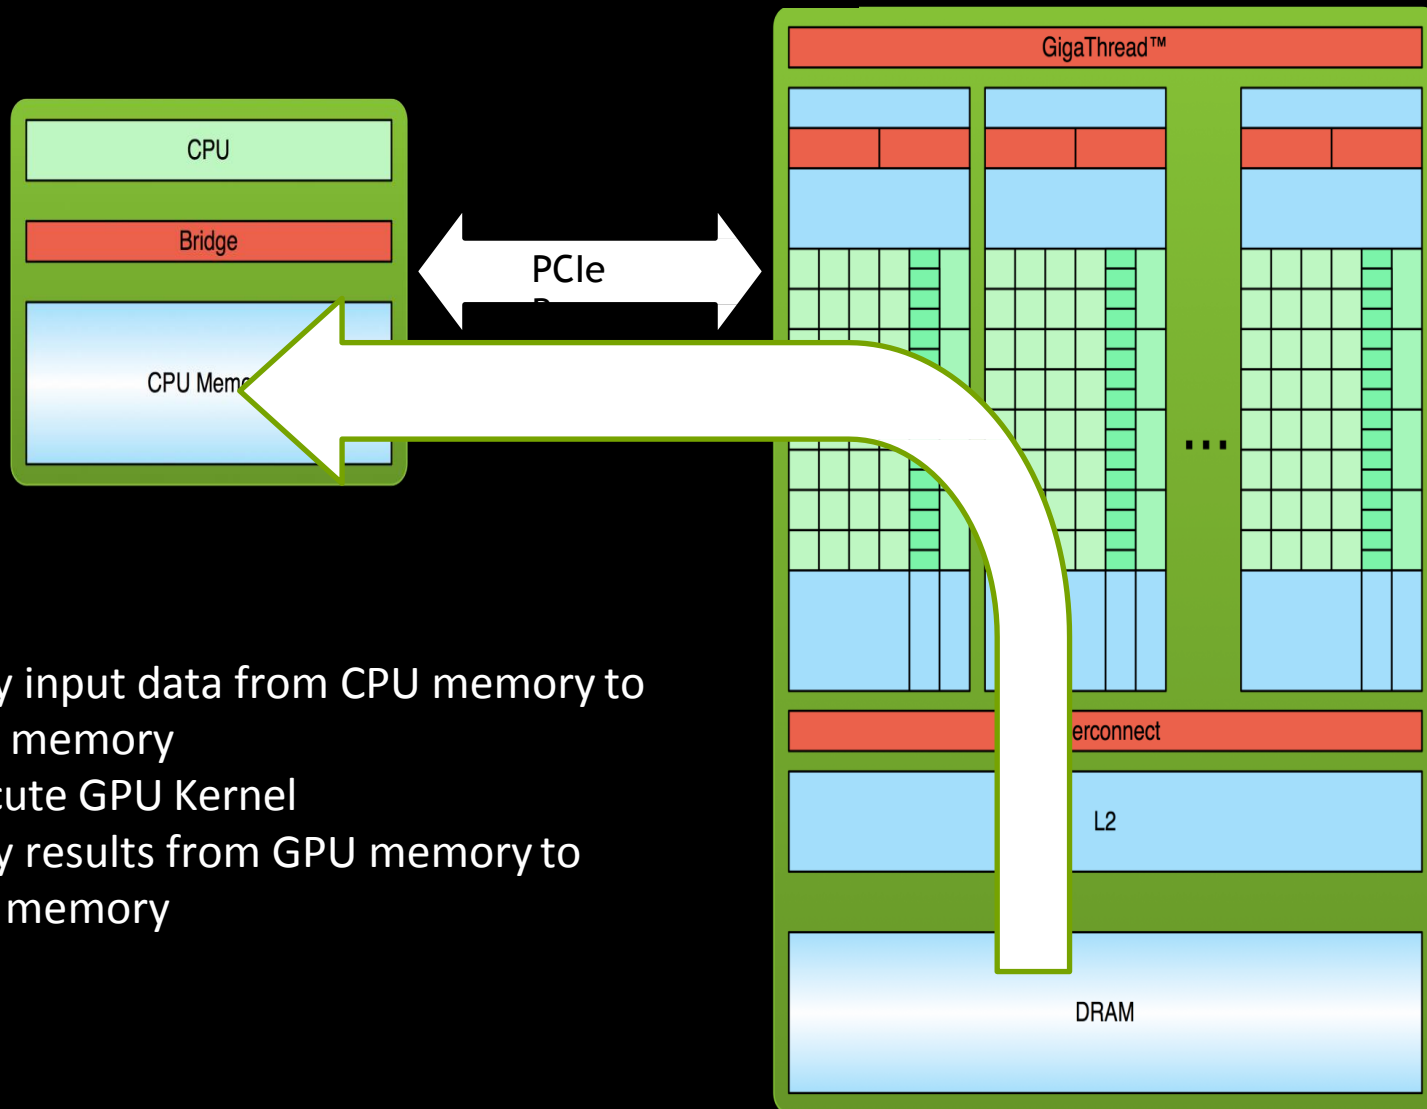 GigaThread™
CPU
Bridge
PCIe
CPU Mem
...
y input data from CPU memory to
memory
cute GPU Kernel
y results from GPU memory to
memory
erconnect
L2
DRAM